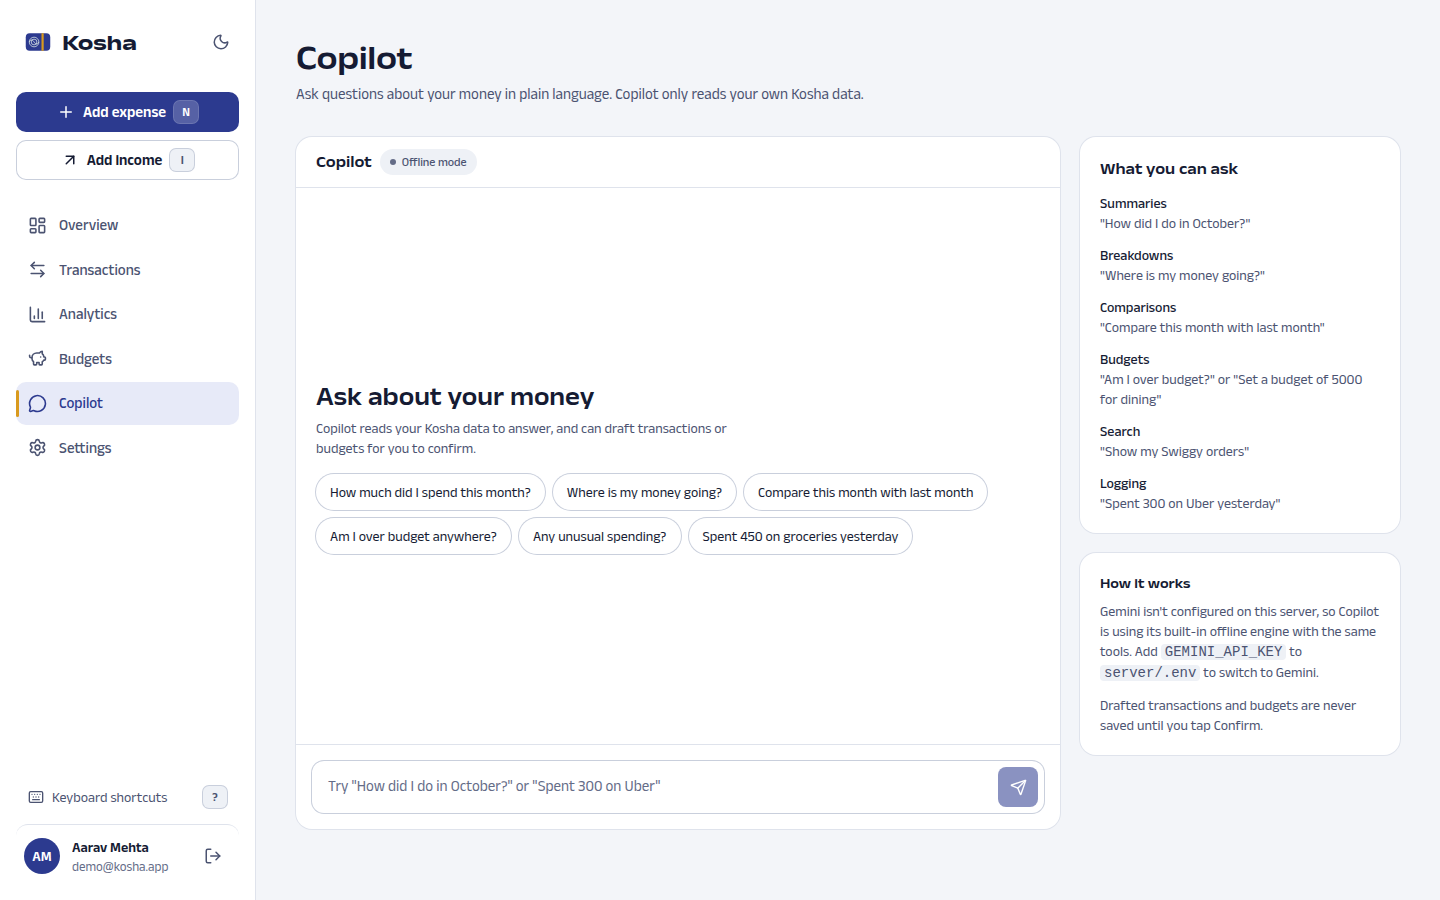 Kosha
Add expense N
Add Income I
Overview
Transactions
Analytics
Budgets
Copilot
Settings
Keyboard shortcuts ?
AM
Aarav Mehta
demo@kosha.app
Copilot
Ask questions about your money in plain language. Copilot only reads your own Kosha data.
Copilot Offline mode
Ask about your money
Copilot reads your Kosha data to answer, and can draft transactions or
budgets for you to confirm.
How much did I spend this month? Where is my money going? Compare this month with last month
Am I over budget anywhere? Any unusual spending? Spent 450 on groceries yesterday
Try "How did I do in October?" or "Spent 300 on Uber"
What you can ask
Summaries
"How did I do in October?"
Breakdowns
"Where is my money going?"
Comparisons
"Compare this month with last month"
Budgets
"Am I over budget?" or "Set a budget of 5000
for dining"
Search
"Show my Swiggy orders"
Logging
"Spent 300 on Uber yesterday"
How It works
Gemini isn't configured on this server, so Copilot
is using its built-in offline engine with the same
tools. Add GEMINI_API_KEY to
server/.env to switch to Gemini.
Drafted transactions and budgets are never
saved until you tap Confirm.